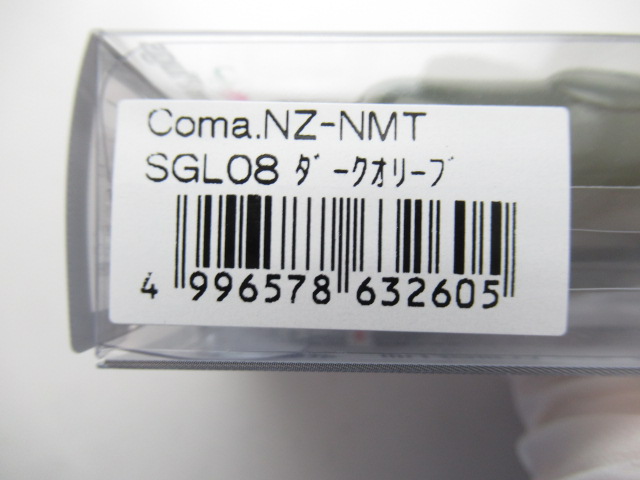 Coma.NZ-NMT
SGL08 ﾀﾞｰｸｵﾘｰﾌﾞ
4 996578 632605